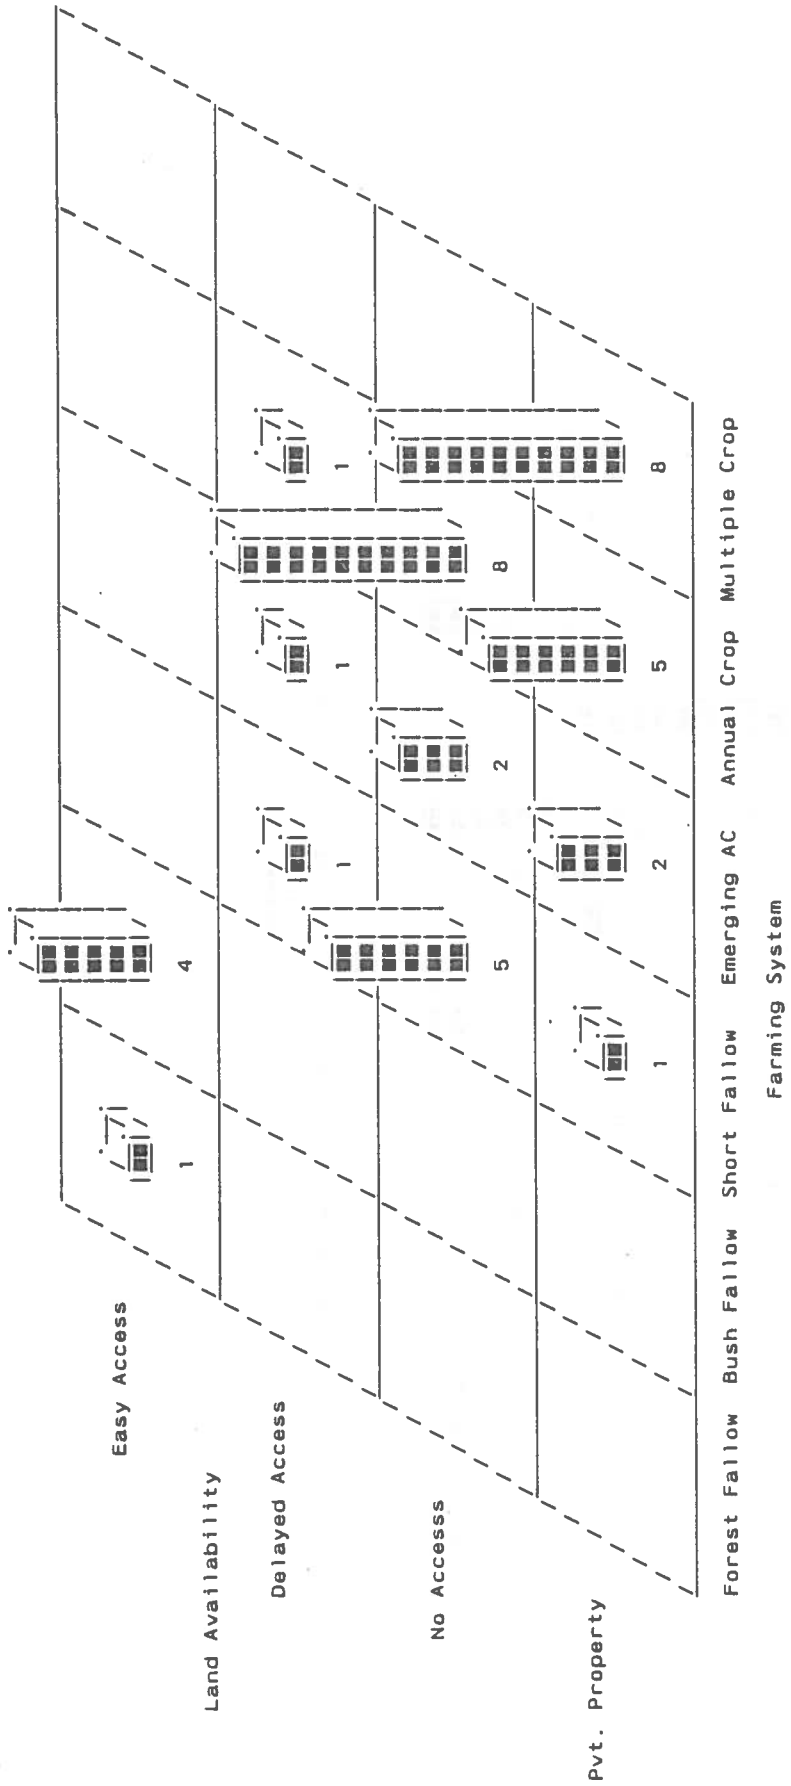 Easy Access
1 4
Land Availability
Delayed Access
1 1 1
No Accesss
5 2 8
Pvt. Property
1 2 5 8
Forest Fallow Bush Fallow Short Fallow Emerging AC Annual Crop Multiple Crop
Farming System